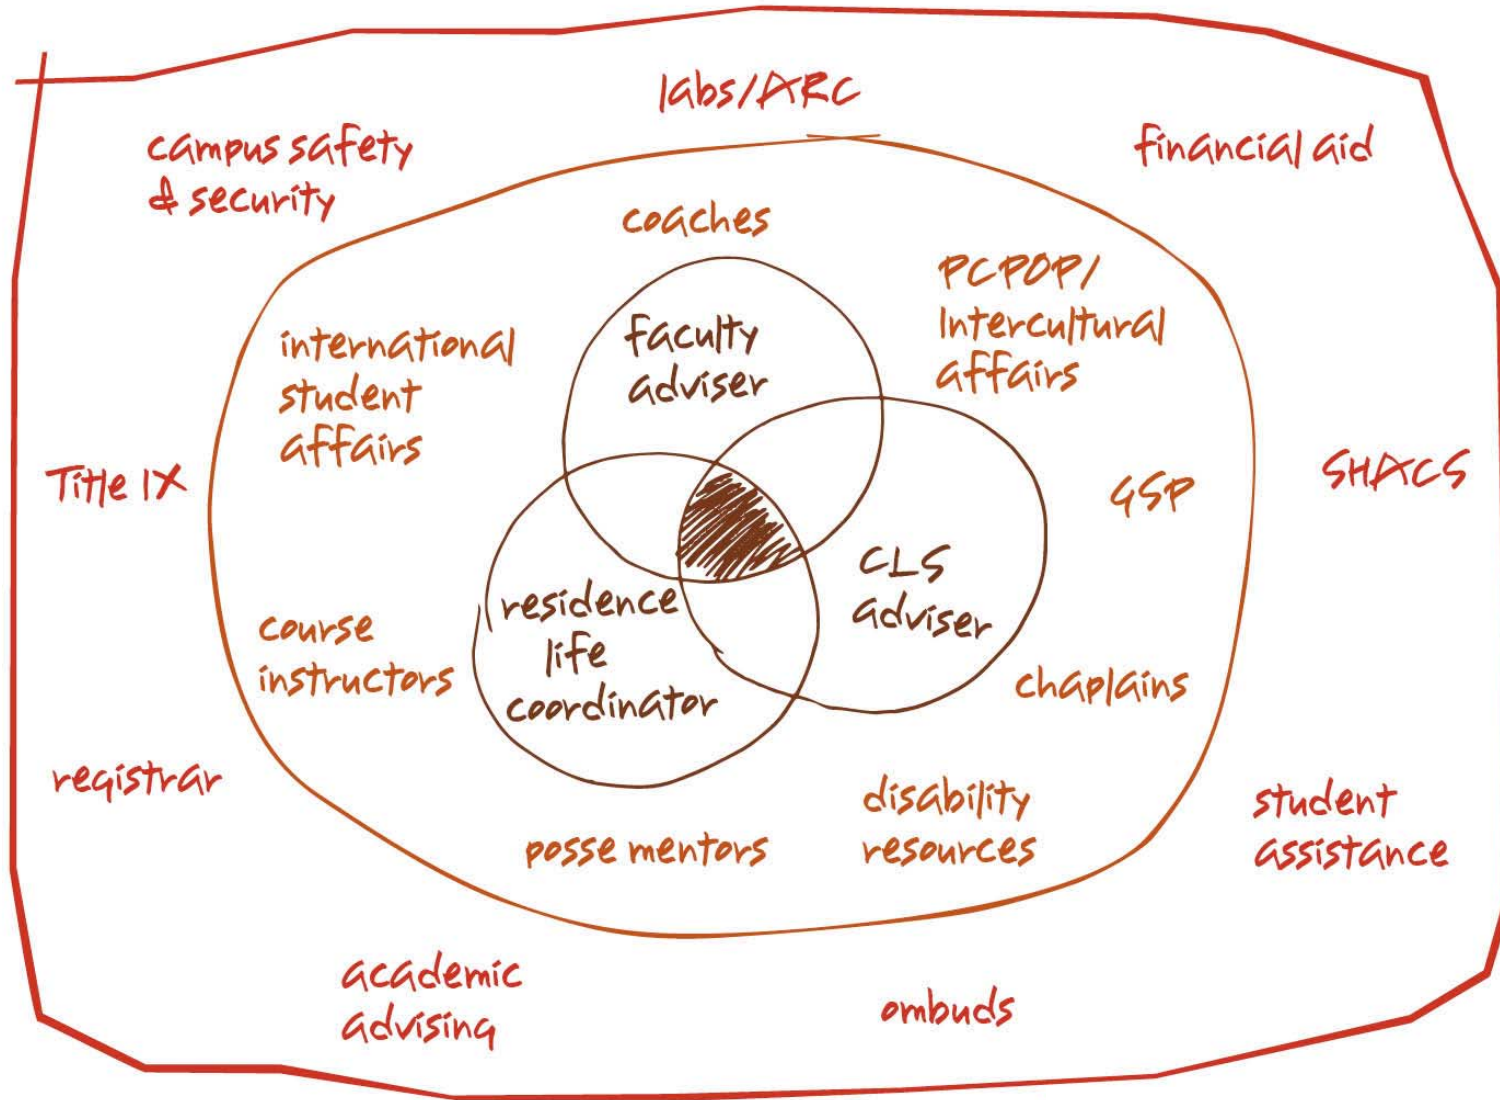 labs/ARC
campus safety
& security
financial aid
coaches
PCPOP/
Intercultural
affairs
international
student
affairs
faculty
adviser
Title IX
SHACS
GSP
CLS
adviser
residence
life
coordinator
course
instructors
chaplains
registrar
disability
resources
student
assistance
posse mentors
academic
advising
ombuds